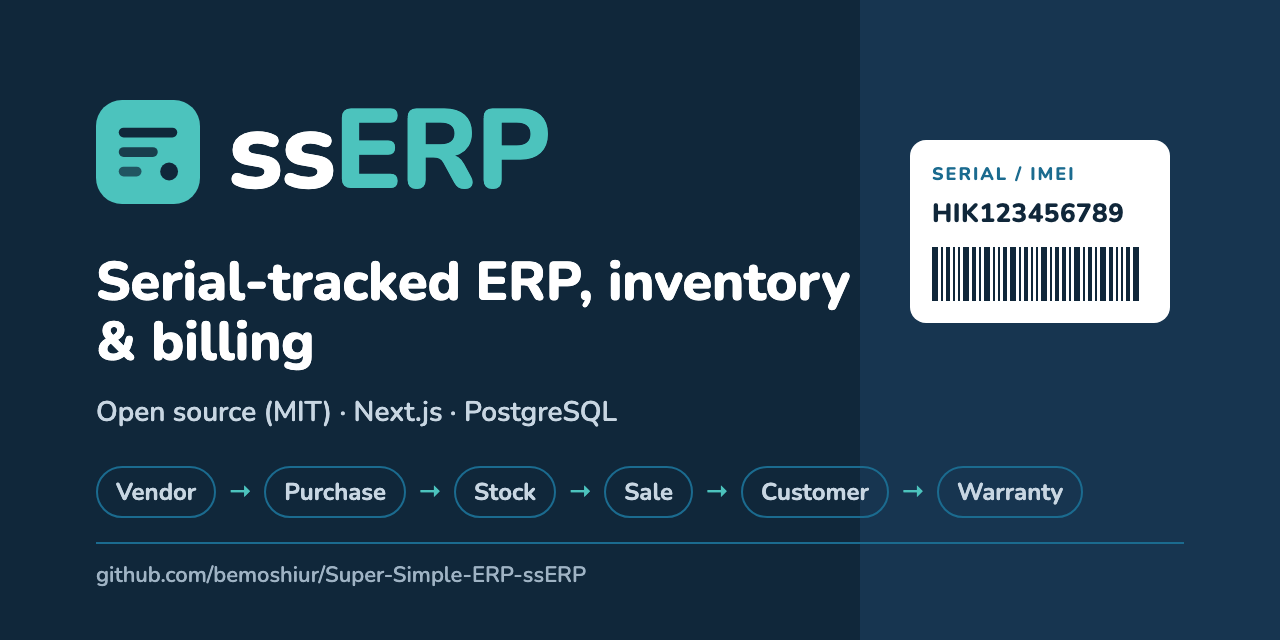 ssERP
SERIAL / IMEI
HIK123456789
Serial-tracked ERP, inventory
& billing
Open source (MIT) · Next.js · PostgreSQL
Vendor → Purchase → Stock → Sale → Customer → Warranty
github.com/bemoshiur/Super-Simple-ERP-ssERP